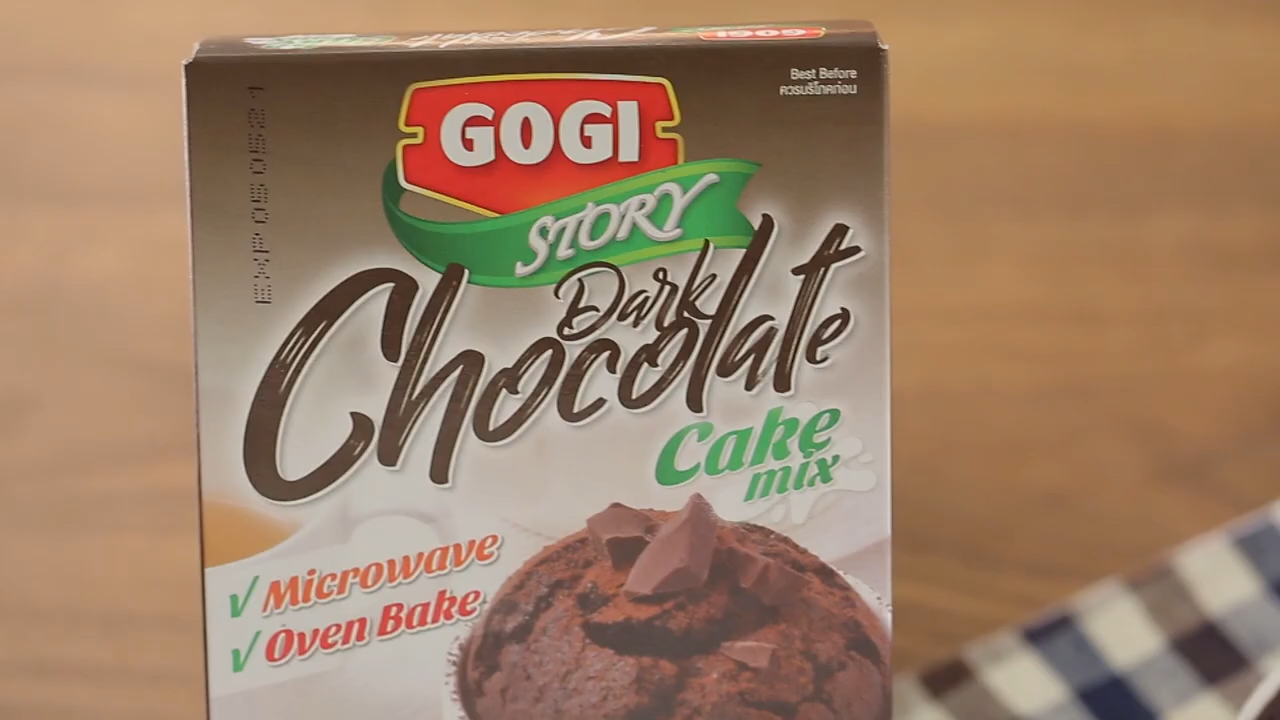 GOGI
Best Before
ควรบริโภคก่อน
GOGI
STORY
Dark
Chocolate
Cake
mix
√ Microwave
√ Oven Bake